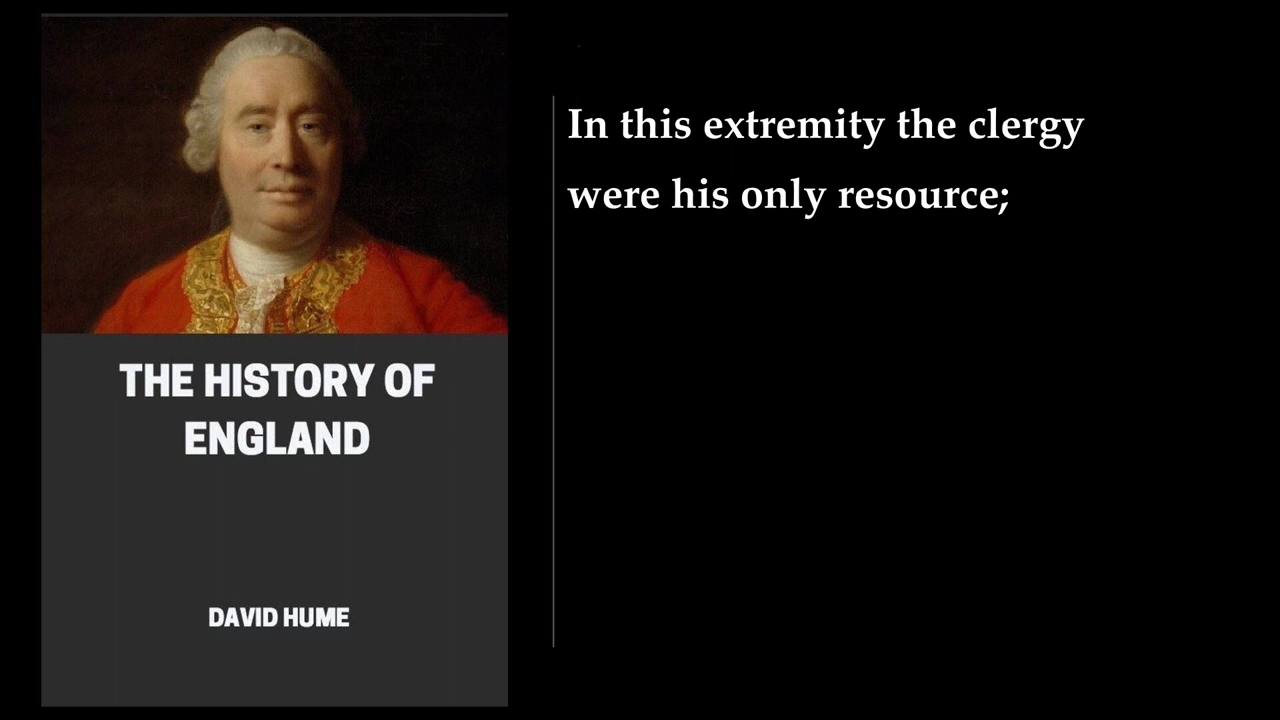 THE HISTORY OF
ENGLAND
DAVID HUME
In this extremity the clergy
were his only resource;